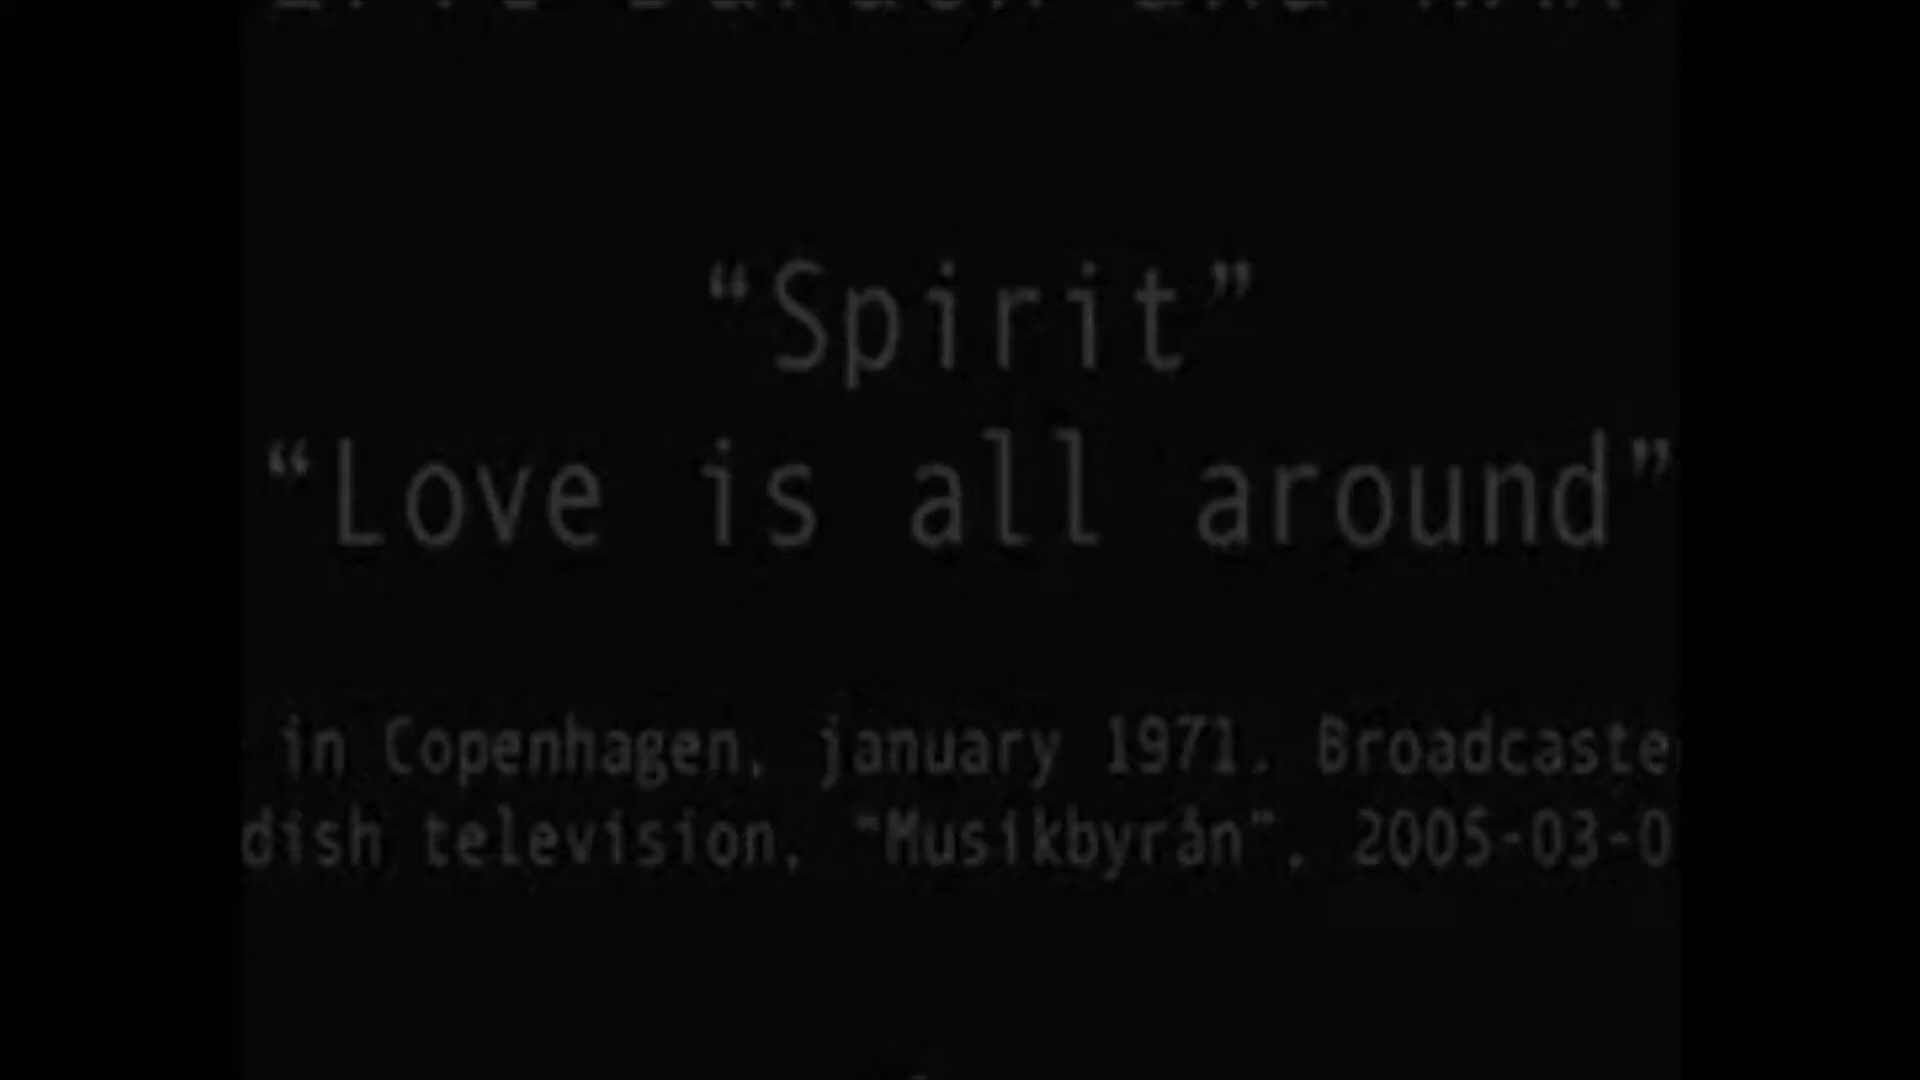 “Spirit”
“Love is all around”
in Copenhagen, january 1971. Broadcaste
dish television, “Musikbyrån”, 2005-03-0